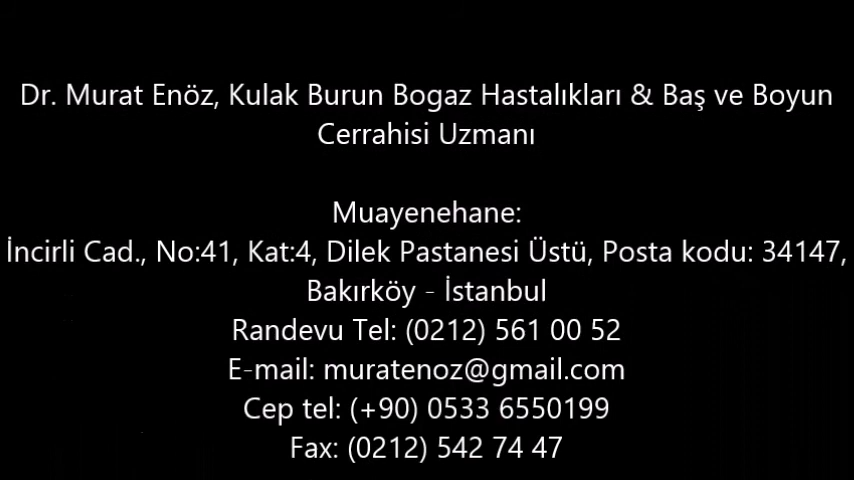 Dr. Murat Enöz, Kulak Burun Bogaz Hastalıkları & Baş ve Boyun
Cerrahisi Uzmanı
Muayenehane:
İncirli Cad., No:41, Kat:4, Dilek Pastanesi Üstü, Posta kodu: 34147,
Bakırköy - İstanbul
Randevu Tel: (0212) 561 00 52
E-mail: muratenoz@gmail.com
Cep tel: (+90) 0533 6550199
Fax: (0212) 542 74 47